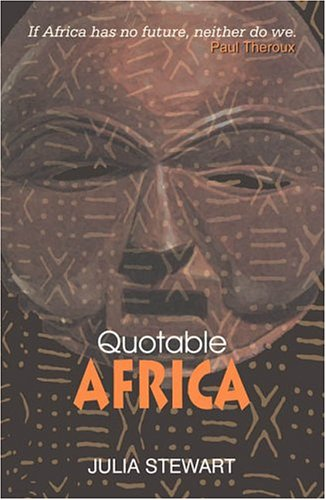 If Africa has no future, neither do we.
Paul Theroux
Quotable
AFRICA
JULIA STEWART